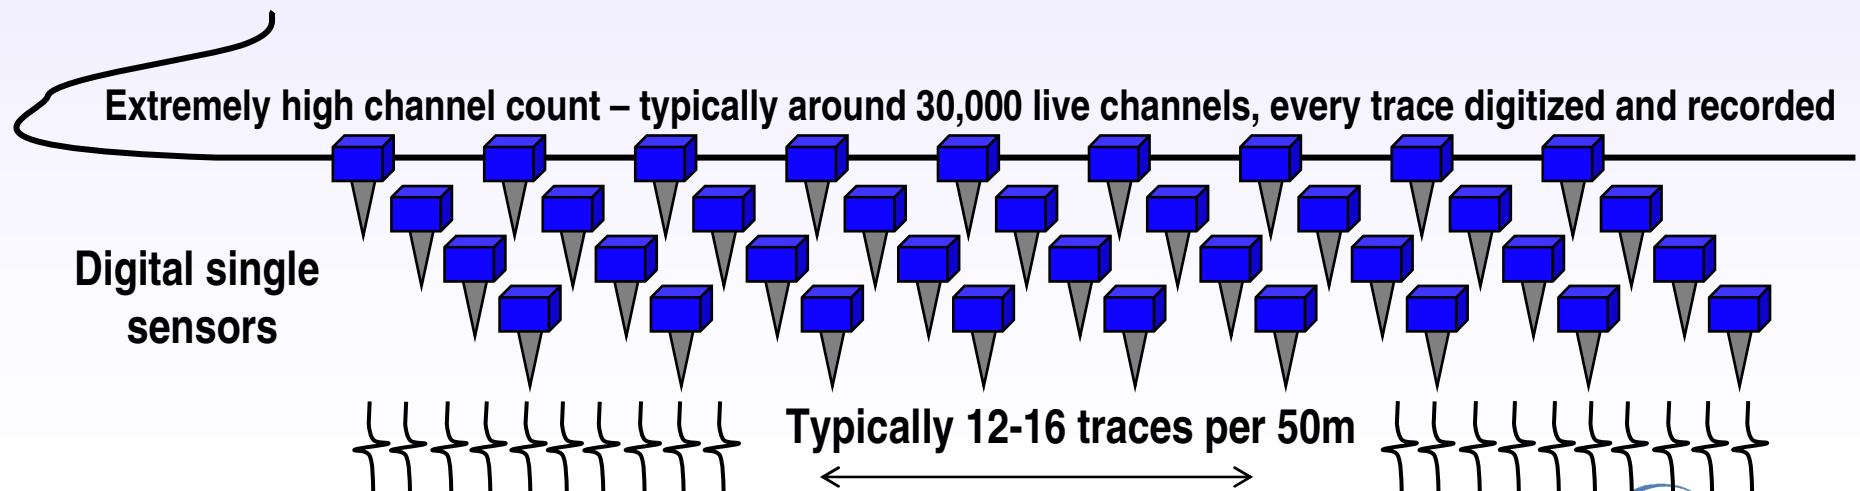 Extremely high channel count – typically around 30,000 live channels, every trace digitized and recorded
Digital single
sensors
Typically 12-16 traces per 50m